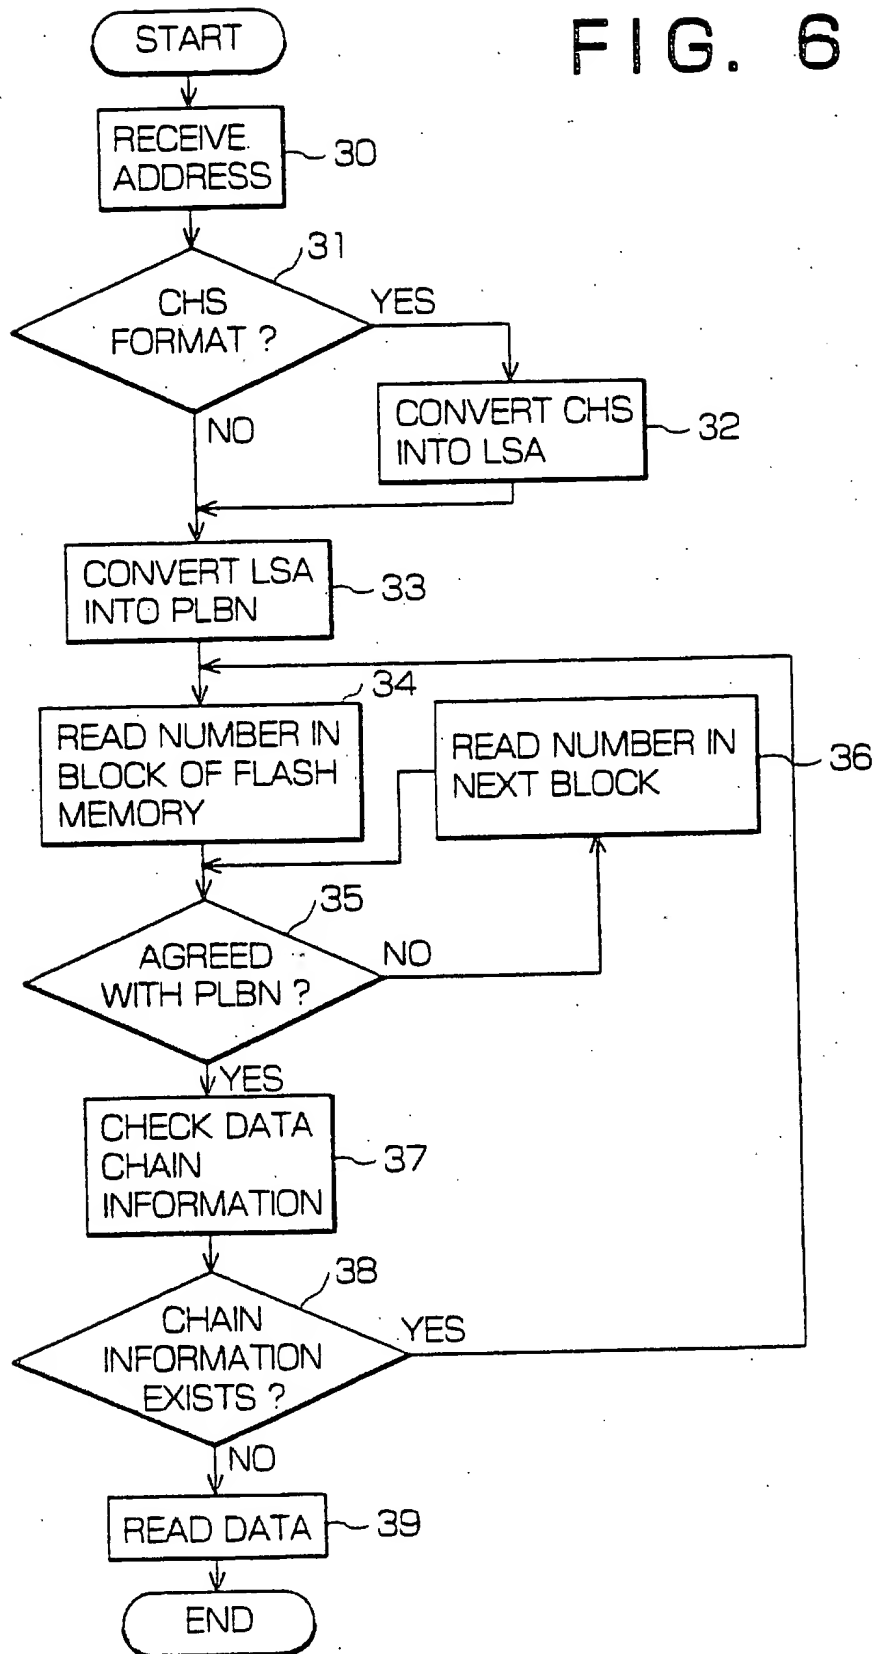 FIG. 6
START
RECEIVE
ADDRESS
30
31
CHS
FORMAT ?
YES
NO
CONVERT CHS
INTO LSA
32
CONVERT LSA
INTO PLBN
33
34
READ NUMBER IN
BLOCK OF FLASH
MEMORY
READ NUMBER IN
NEXT BLOCK
36
35
AGREED
WITH PLBN ?
NO
YES
CHECK DATA
CHAIN
INFORMATION
37
38
CHAIN
INFORMATION
EXISTS ?
YES
NO
READ DATA
39
END